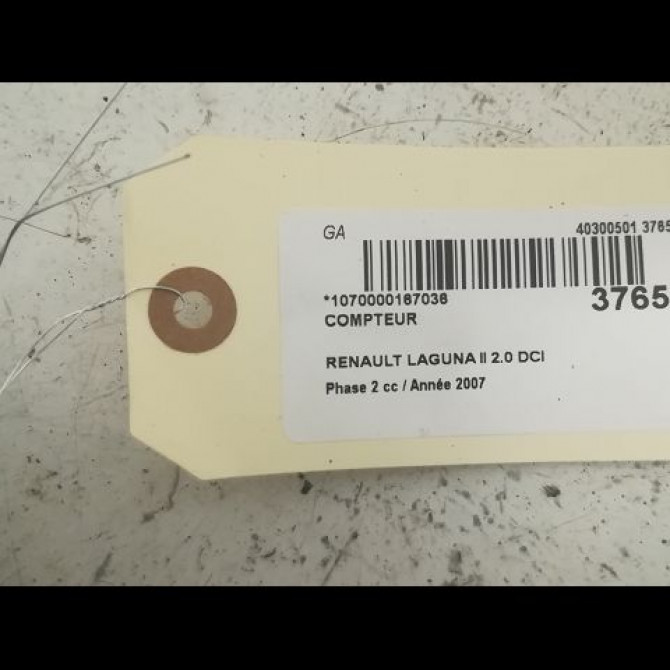 GA
40300501 3765
*1070000167036
3765
COMPTEUR
RENAULT LAGUNA II 2.0 DCI
Phase 2 cc / Année 2007